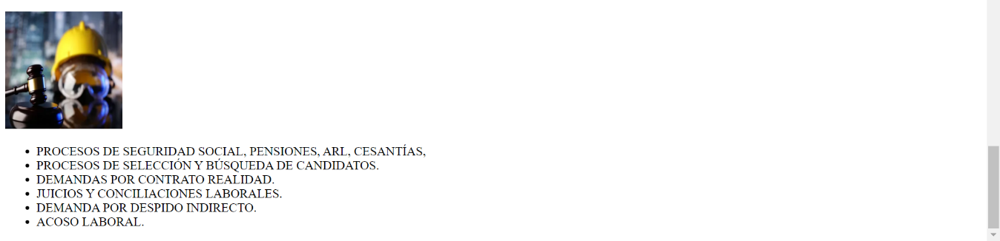 PROCESOS DE SEGURIDAD SOCIAL, PENSIONES, ARL, CESANTÍAS,
PROCESOS DE SELECCIÓN Y BÚSQUEDA DE CANDIDATOS.
DEMANDAS POR CONTRATO REALIDAD.
JUICIOS Y CONCILIACIONES LABORALES.
DEMANDA POR DESPIDO INDIRECTO.
ACOSO LABORAL.